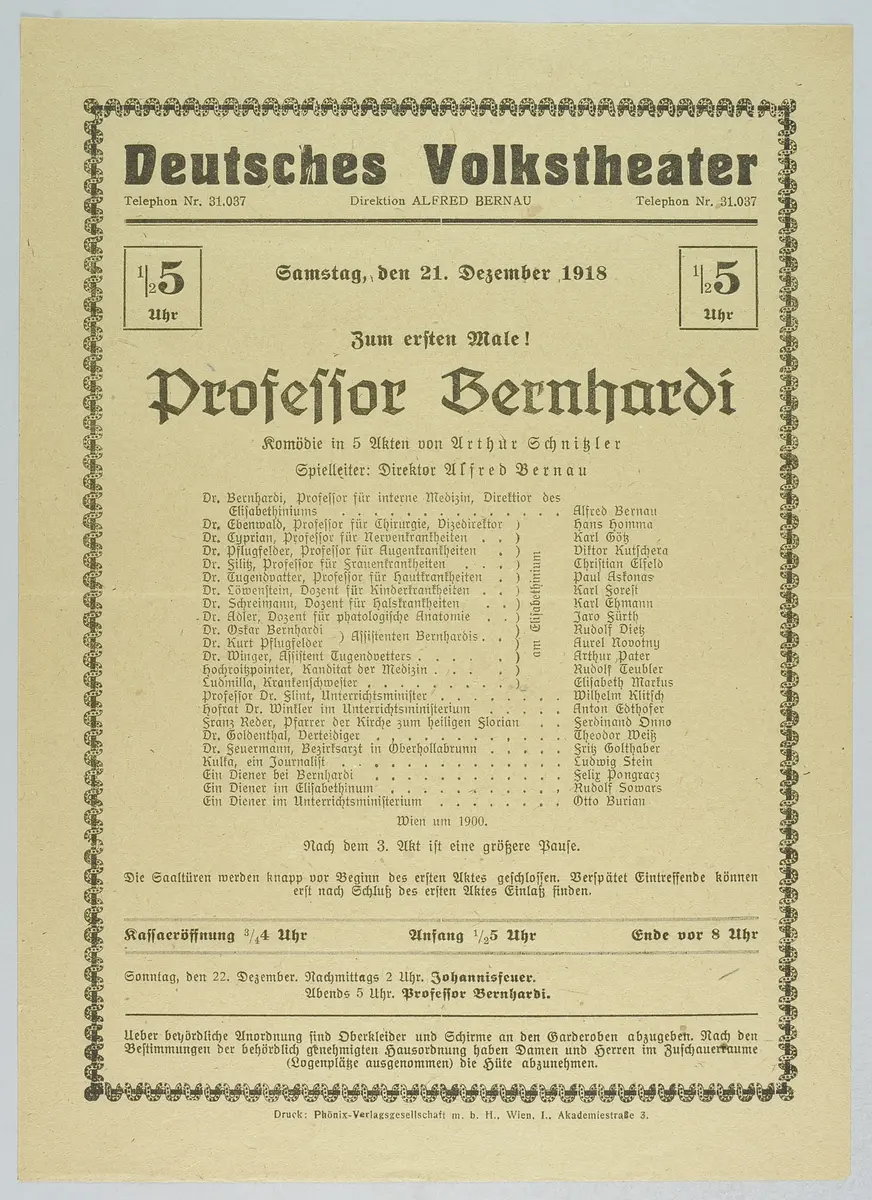 Deutsches Volkstheater
Telephon Nr. 31.037 Direktion ALFRED BERNAU Telephon Nr. 31.037
1/2 5 Uhr
Samstag, den 21. Dezember 1918
1/2 5 Uhr
Zum ersten Male!
Professor Bernhardi
Komödie in 5 Akten von Arthur Schnitzler
Spielleiter: Direktor Alfred Bernau
Dr. Bernhardi, Professor für interne Medizin, Direktior des
Elisabethiniums . . . . . . . . . . . . . Alfred Bernau
Dr. Ebenwald, Professor für Chirurgie, Vizedirektor ) Hans Homma
Dr. Cyprian, Professor für Nervenkrankheiten . . ) Karl Götz
Dr. Pflugfelder, Professor für Augenkrankheiten . ) Viktor Kutschera
Dr. Filitz, Professor für Frauenkrankheiten . . . ) Christian Elfeld
Dr. Tugendvatter, Professor für Hautkrankheiten . ) Paul Askonas
Dr. Löwenstein, Dozent für Kinderkrankheiten . . ) Karl Forest
Dr. Schreimann, Dozent für Halskrankheiten . . ) Karl Ehmann
Dr. Adler, Dozent für phatologische Anatomie . . ) Jaro Fürth
Dr. Oskar Bernhardi ) Rudolf Dietz
) Assistenten Bernhardis . .
Dr. Kurt Pflugfelder ) Aurel Novotny
Dr. Winger, Assistent Tugendvetters . . . . . ) Arthur Pater
Hochroitzpointer, Kanditat der Medizin . . . . . ) Rudolf Teubler
Ludmilla, Krankenschwester . . . . . . . . . ) Elisabeth Markus
am Elisabethinium
Professor Dr. Flint, Unterrichtsminister . . . . . . . . Wilhelm Klitsch
Hofrat Dr. Winkler im Unterrichtsministerium . . . . . . Anton Edthofer
Franz Reder, Pfarrer der Kirche zum heiligen Florian . . Ferdinand Onno
Dr. Goldenthal, Verteidiger . . . . . . . . . . . Theodor Weiß
Dr. Feuermann, Bezirksarzt in Oberhollabrunn . . . . . Fritz Golthaber
Kulka, ein Journalist . . . . . . . . . . . . . Ludwig Stein
Ein Diener bei Bernhardi . . . . . . . . . . . Felix Pongracz
Ein Diener im Elisabethinum . . . . . . . . . . Rudolf Sowars
Ein Diener im Unterrichtsministerium . . . . . . . Otto Burian
Wien um 1900.
Nach dem 3. Akt ist eine größere Pause.
Die Saaltüren werden knapp vor Beginn des ersten Aktes geschlossen. Verspätet Eintreffende können
erst nach Schluß des ersten Aktes Einlaß finden.
Kassaeröffnung 3/4 4 Uhr Anfang 1/2 5 Uhr Ende vor 8 Uhr
Sonntag, den 22. Dezember. Nachmittags 2 Uhr. Johannisfeuer.
Abends 5 Uhr. Professor Bernhardi.
Ueber behördliche Anordnung sind Oberkleider und Schirme an den Garderoben abzugeben. Nach den
Bestimmungen der behördlich genehmigten Hausordnung haben Damen und Herren im Zuschauerraume
(Logenplätze ausgenommen) die Hüte abzunehmen.
Druck: Phönix-Verlagsgesellschaft m. b. H., Wien, I., Akademiestraße 3.